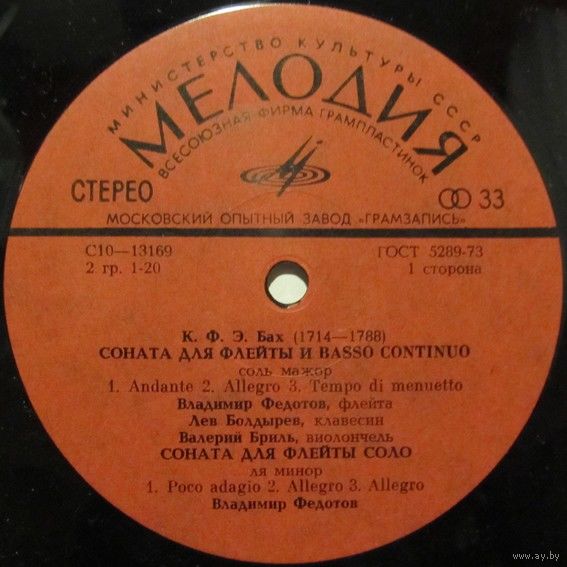 МИНИСТЕРСТВО КУЛЬТУРЫ СССР
МЕЛОДИЯ
ВСЕСОЮЗНАЯ ФИРМА ГРАМПЛАСТИНОК
СТЕРЕО
33
МОСКОВСКИЙ ОПЫТНЫЙ ЗАВОД „ГРАМЗАПИСЬ"
С10—13169
ГОСТ 5289-73
2 гр. 1-20
1 сторона
К. Ф. Э. Бах (1714—1788)
СОНАТА ДЛЯ ФЛЕЙТЫ И BASSO CONTINUO
соль мажор
1. Andante 2. Allegro 3. Tempo di menuetto
Владимир Федотов, флейта
Лев Болдырев, клавесин
Валерий Бриль, виолончель
СОНАТА ДЛЯ ФЛЕЙТЫ СОЛО
ля минор
1. Poco adagio 2. Allegro 3. Allegro
Владимир Федотов
www.ay.by